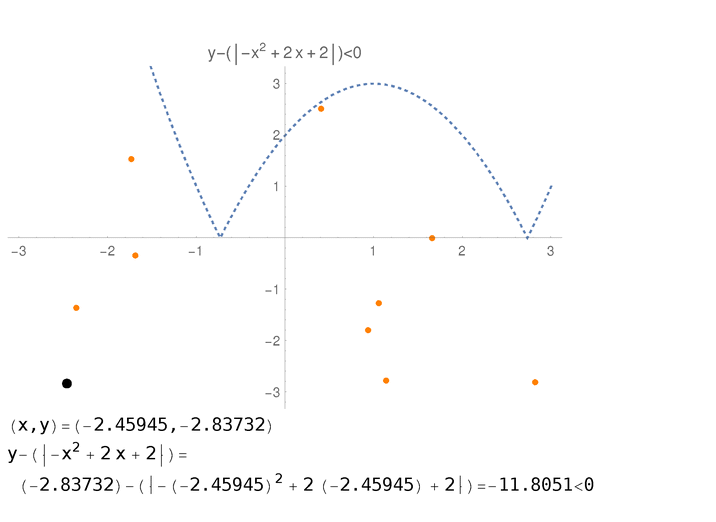 y−(|−x² + 2 x + 2|)<0
3
2
1
−3 −2 −1 1 2 3
−1
−2
−3
(x,y)=(−2.45945,−2.83732)
y−(|−x² + 2 x + 2|)=
(−2.83732)−(|−(−2.45945)² + 2 (−2.45945) + 2|)=−11.8051<0